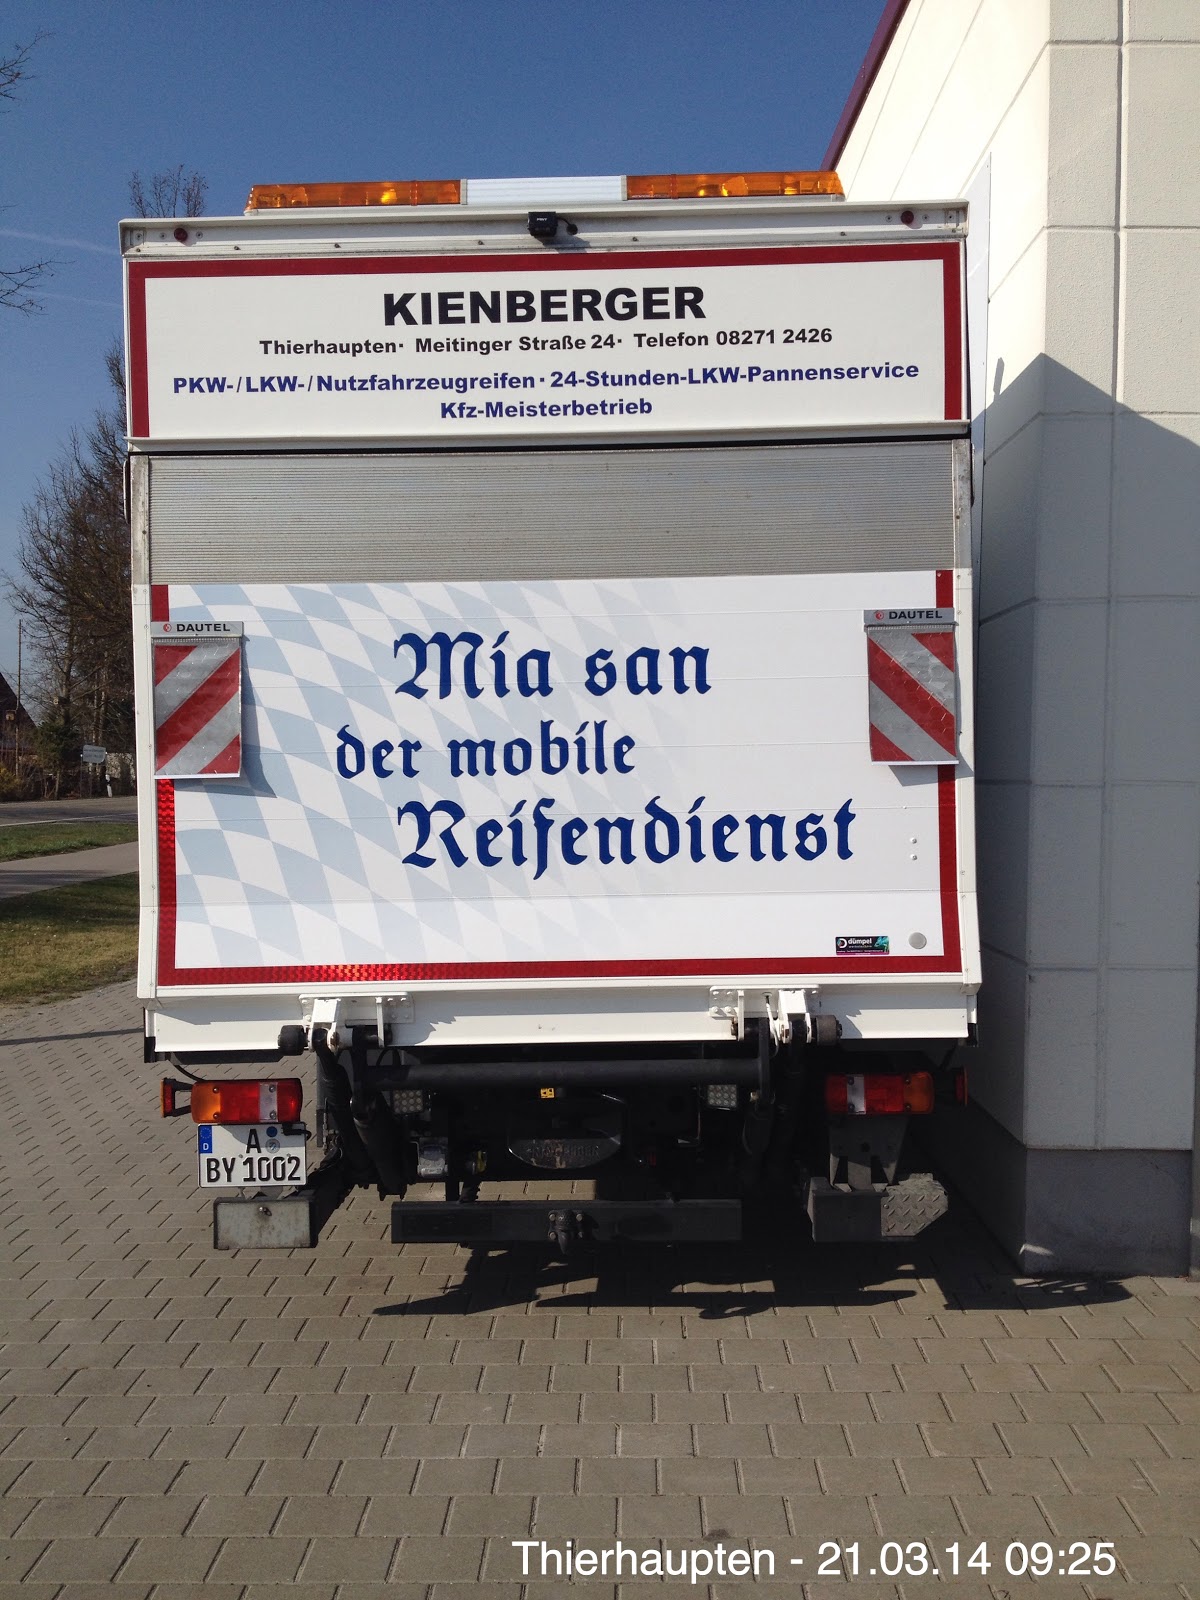 KIENBERGER
Thierhaupten· Meitinger Straße 24· Telefon 08271 2426
PKW-/LKW-/Nutzfahrzeugreifen · 24-Stunden-LKW-Pannenservice
Kfz-Meisterbetrieb
DAUTEL
DAUTEL
Mia san
der mobile
Reifendienst
dümpel
D
A
BY 1002
Thierhaupten - 21.03.14 09:25